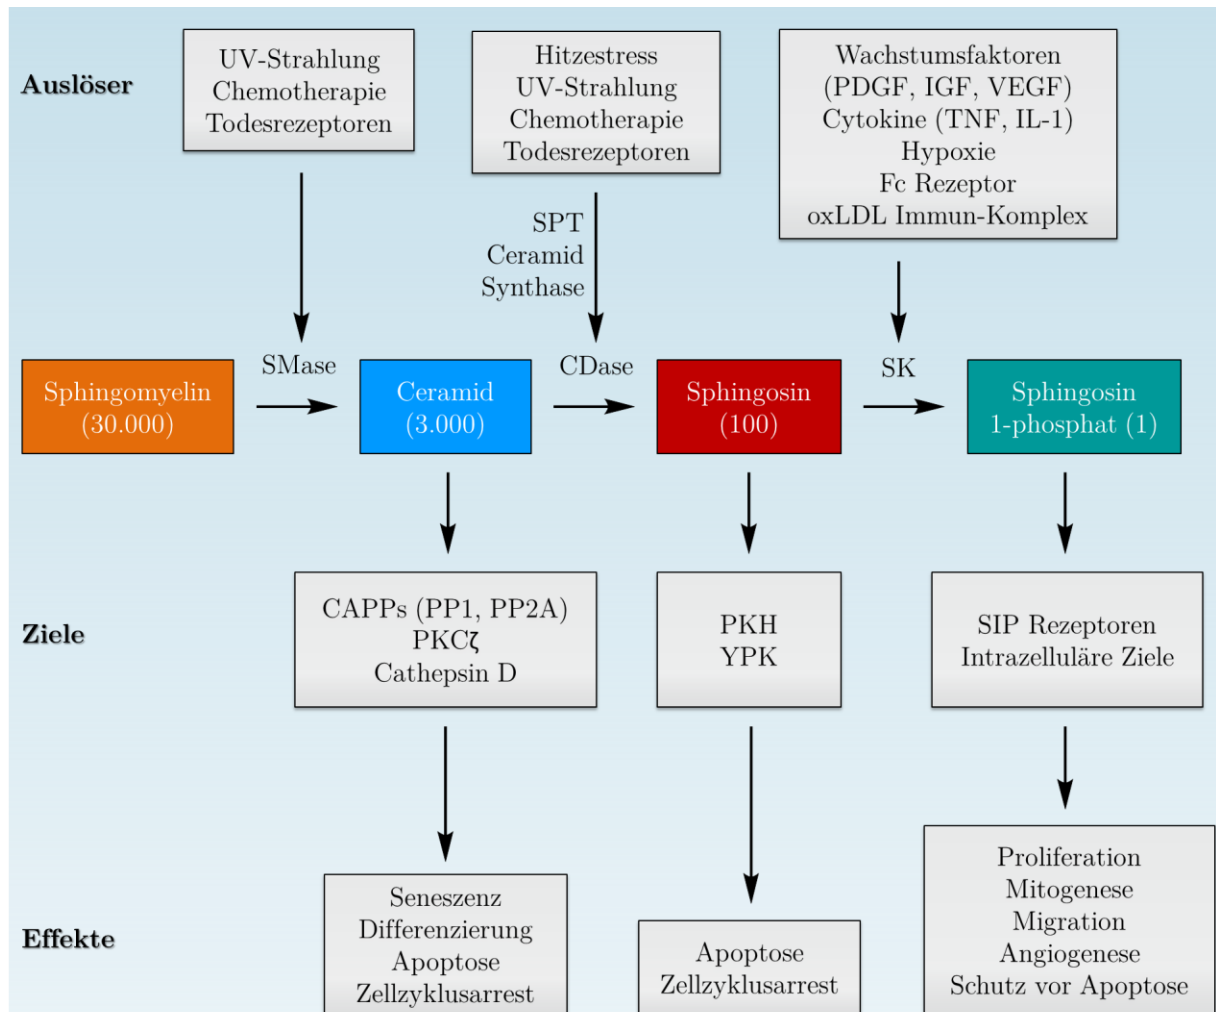 Auslöser
UV-Strahlung
Chemotherapie
Todesrezeptoren
Hitzestress
UV-Strahlung
Chemotherapie
Todesrezeptoren
Wachstumsfaktoren
(PDGF, IGF, VEGF)
Cytokine (TNF, IL-1)
Hypoxie
Fc Rezeptor
oxLDL Immun-Komplex
SPT
Ceramid
Synthase
Sphingomyelin
(30.000)
SMase
Ceramid
(3.000)
CDase
Sphingosin
(100)
SK
Sphingosin
1-phosphat (1)
Ziele
CAPPs (PP1, PP2A)
PKCζ
Cathepsin D
PKH
YPK
SIP Rezeptoren
Intrazelluläre Ziele
Effekte
Seneszenz
Differenzierung
Apoptose
Zellzyklusarrest
Apoptose
Zellzyklusarrest
Proliferation
Mitogenese
Migration
Angiogenese
Schutz vor Apoptose